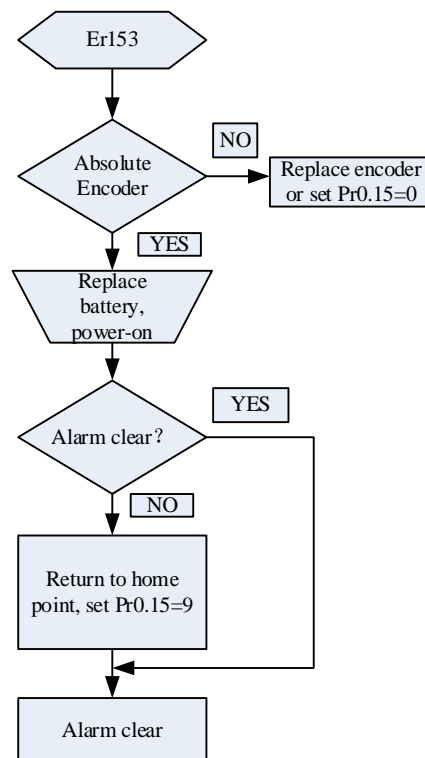 Er153
Absolute
Encoder
NO
Replace encoder
or set Pr0.15=0
YES
Replace
battery,
power-on
Alarm clear？
YES
NO
Return to home
point, set Pr0.15=9
Alarm clear